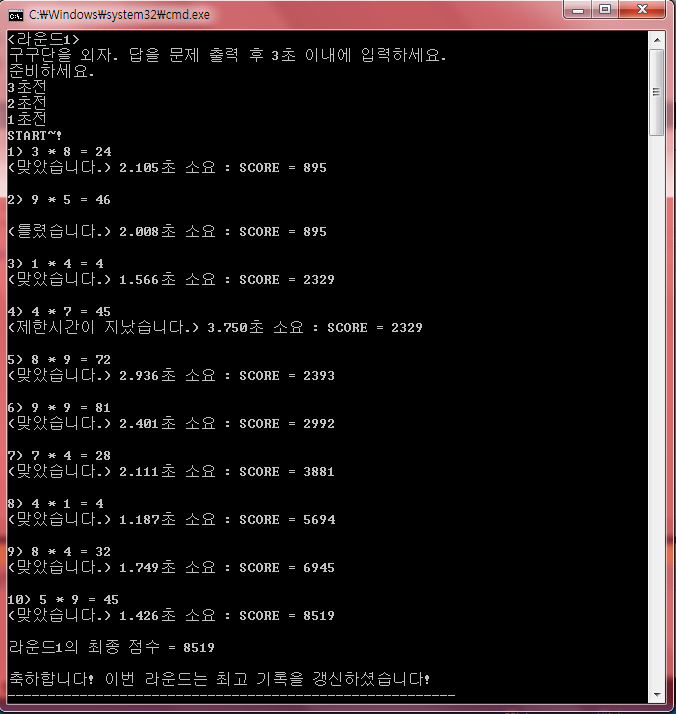 C:₩Windows₩system32₩cmd.exe
<라운드1>
구구단을 외자. 답을 문제 출력 후 3초 이내에 입력하세요.
준비하세요.
3초전
2초전
1초전
START~!
1) 3 * 8 = 24
(맞았습니다.) 2.105초 소요 : SCORE = 895
2) 9 * 5 = 46
(틀렸습니다.) 2.008초 소요 : SCORE = 895
3) 1 * 4 = 4
(맞았습니다.) 1.566초 소요 : SCORE = 2329
4) 4 * 7 = 45
(제한시간이 지났습니다.) 3.750초 소요 : SCORE = 2329
5) 8 * 9 = 72
(맞았습니다.) 2.936초 소요 : SCORE = 2393
6) 9 * 9 = 81
(맞았습니다.) 2.401초 소요 : SCORE = 2992
7) 7 * 4 = 28
(맞았습니다.) 2.111초 소요 : SCORE = 3881
8) 4 * 1 = 4
(맞았습니다.) 1.187초 소요 : SCORE = 5694
9) 8 * 4 = 32
(맞았습니다.) 1.749초 소요 : SCORE = 6945
10) 5 * 9 = 45
(맞았습니다.) 1.426초 소요 : SCORE = 8519
라운드1의 최종 점수 = 8519
축하합니다! 이번 라운드는 최고 기록을 갱신하셨습니다!
--------------------------------------------------------